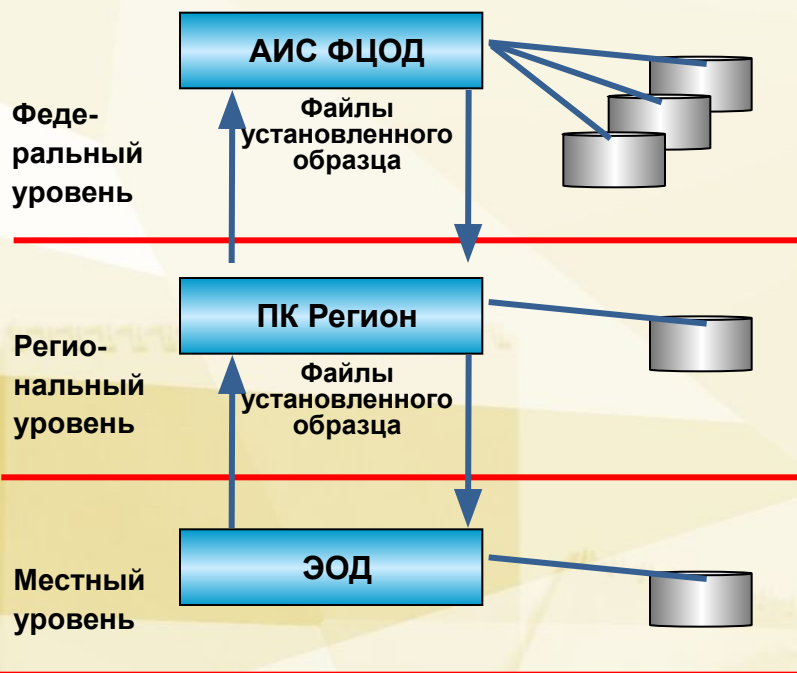 АИС ФЦОД
Феде-
ральный
уровень
Файлы
установленного
образца
ПК Регион
Регио-
нальный
уровень
Файлы
установленного
образца
ЭОД
Местный
уровень